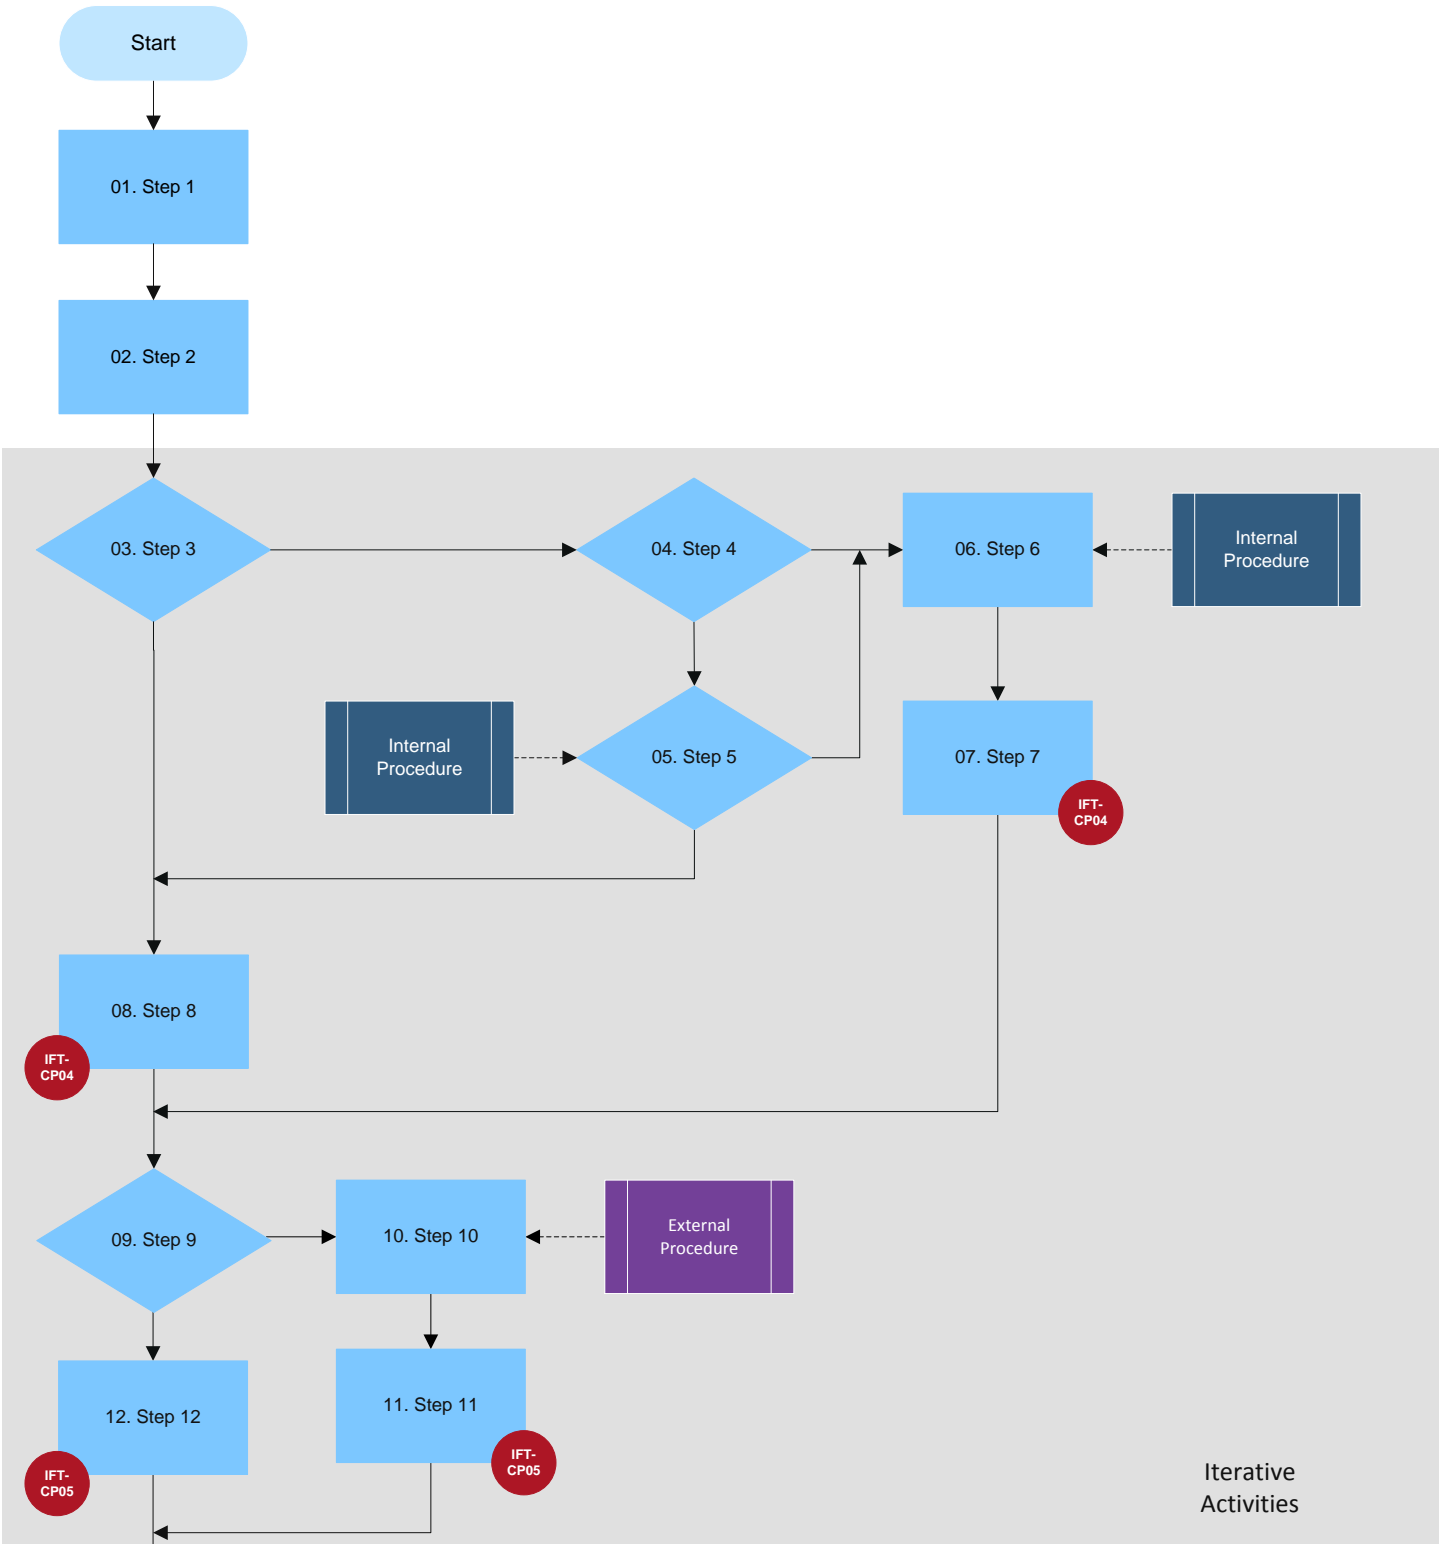 Start
01. Step 1
02. Step 2
03. Step 3
04. Step 4
06. Step 6
Internal
Procedure
Internal
Procedure
05. Step 5
07. Step 7
IFT-
CP04
08. Step 8
IFT-
CP04
09. Step 9
10. Step 10
External
Procedure
12. Step 12
IFT-
CP05
11. Step 11
IFT-
CP05
Iterative
Activities